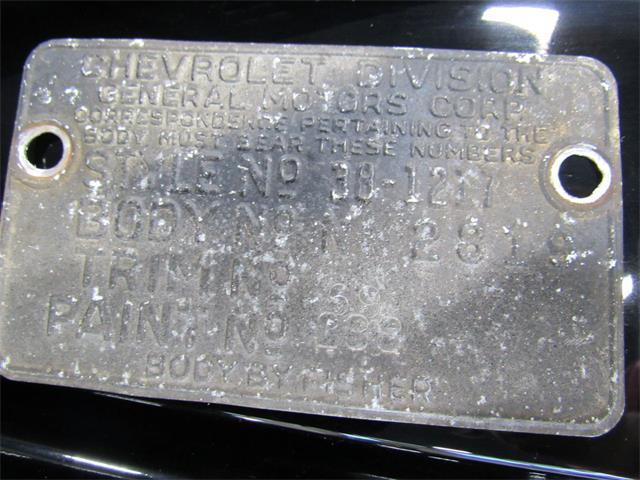 CHEVROLET DIVISION
GENERAL MOTORS CORP.
CORRESPONDENCE PERTAINING TO THE
BODY MUST BEAR THESE NUMBERS
STYLE NO 38-1217
BODY NO N 2819
TRIM NO
PAINT NO
BODY BY FISHER